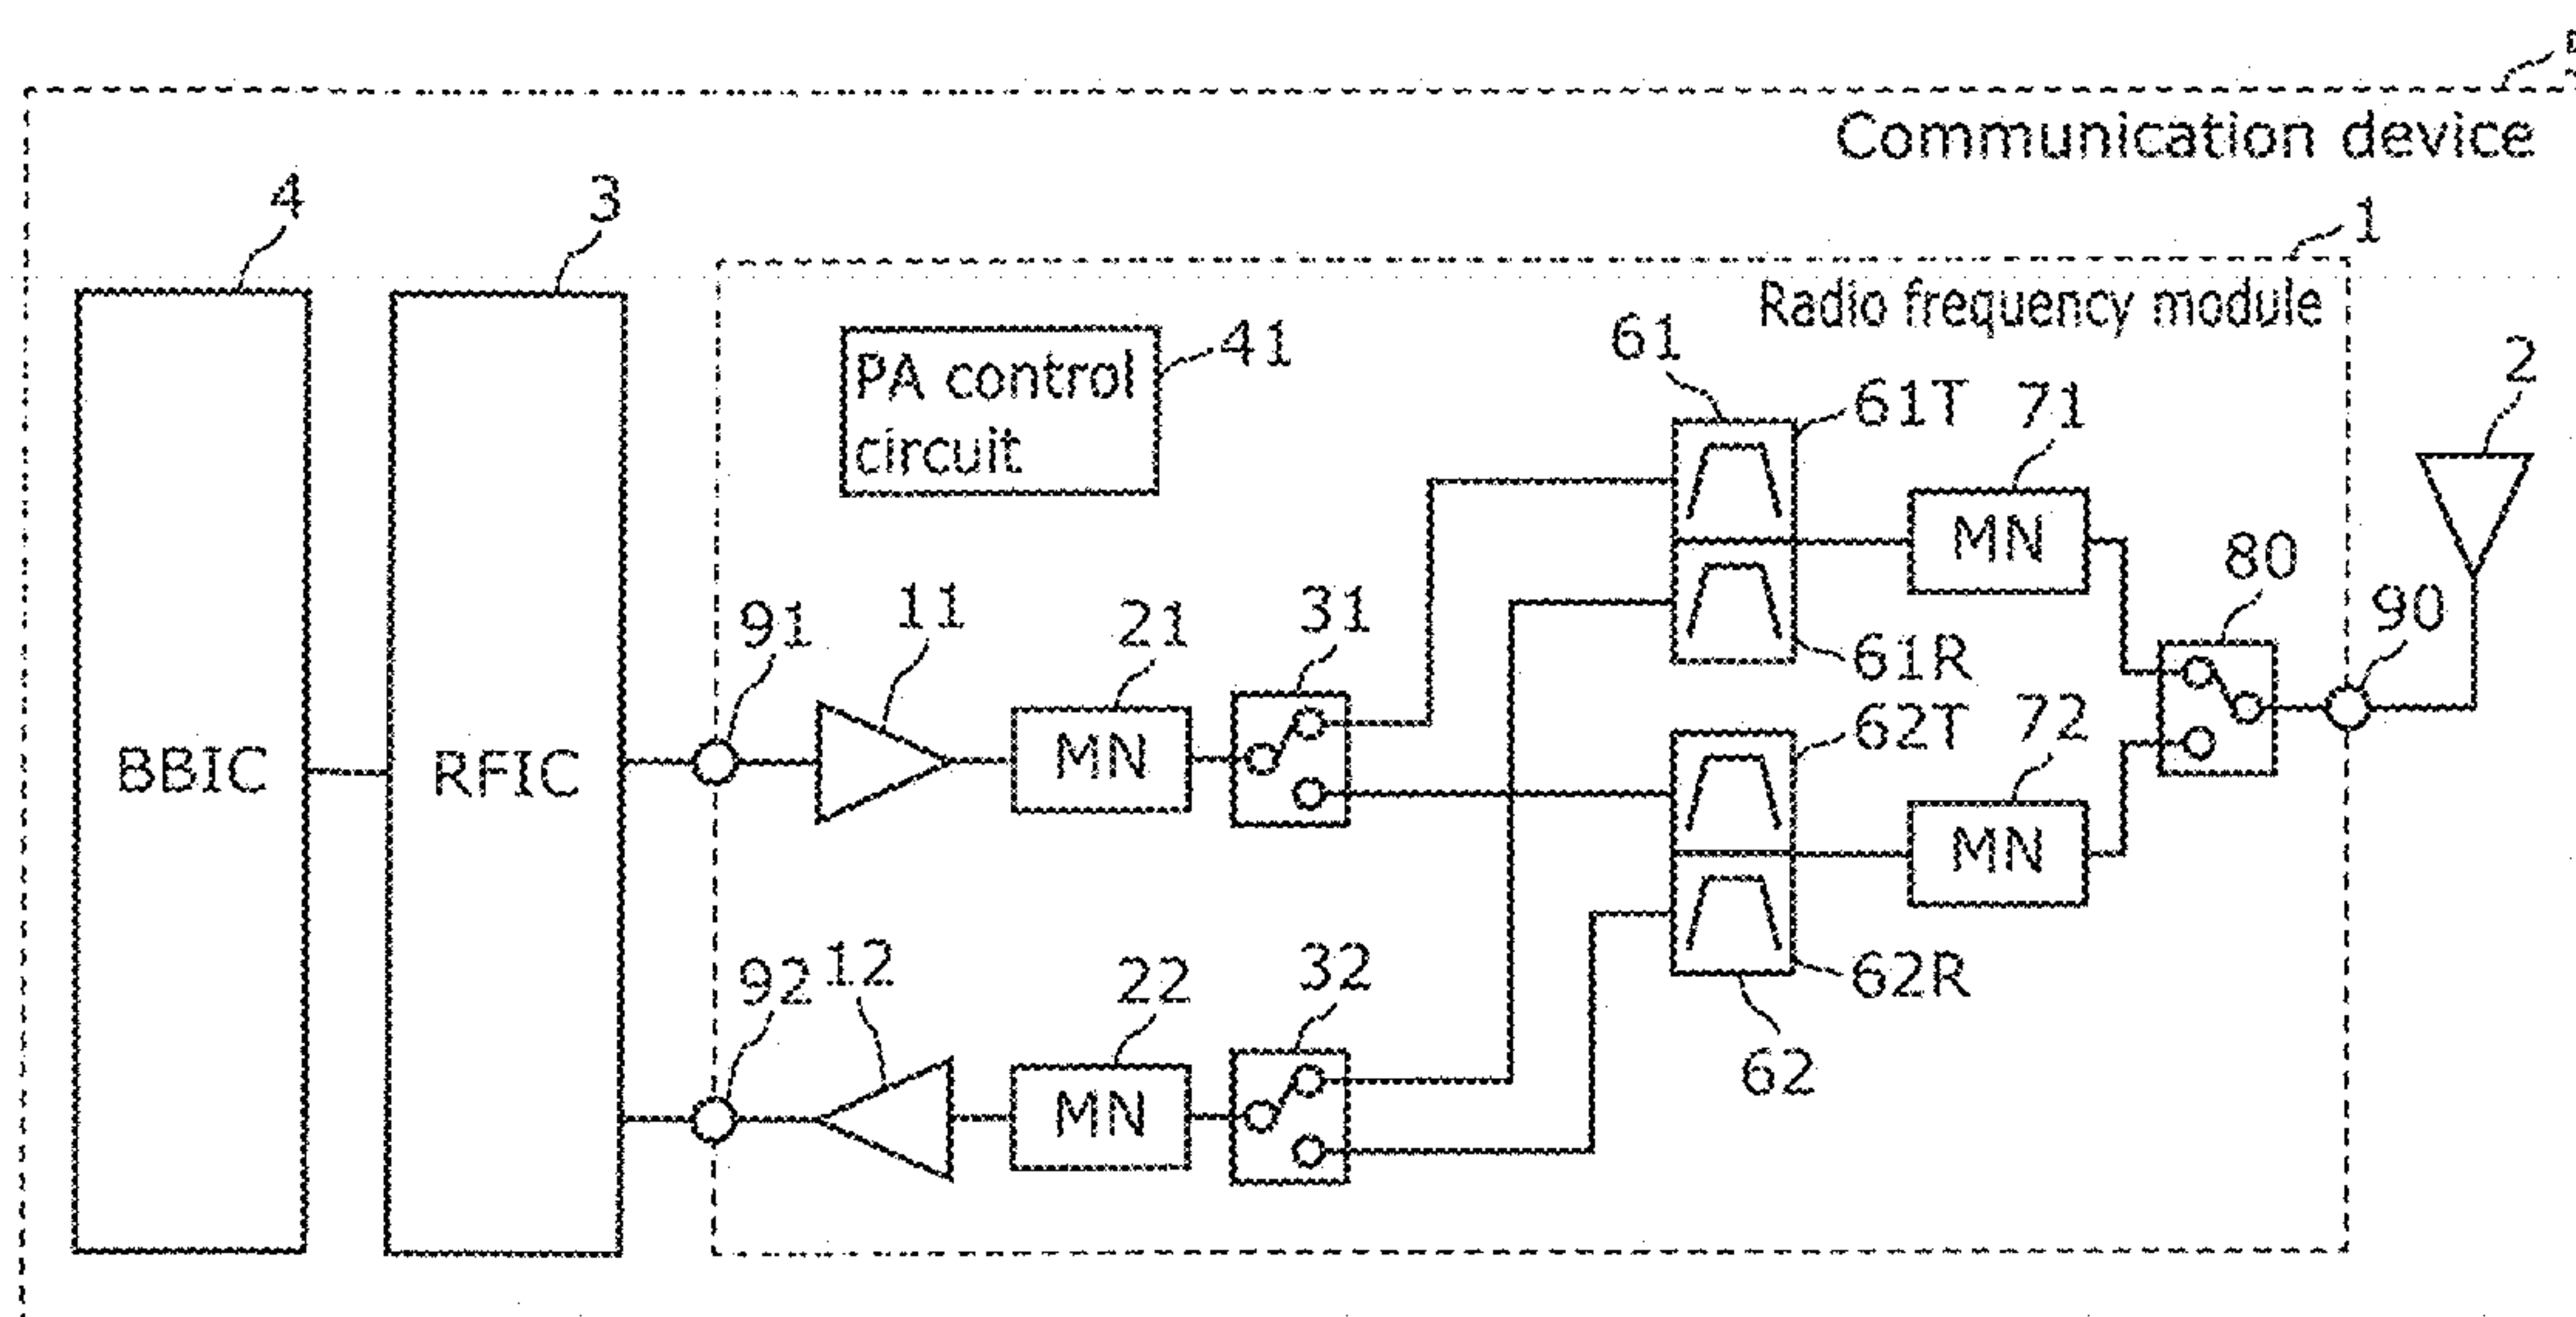 Communication device
4
3
1
Radio frequency module
PA control
circuit
41
61
61T
71
2
80
90
91
11
21
31
61R
62T
72
BBIC
RFIC
MN
MN
MN
92
12
22
32
62R
62
MN